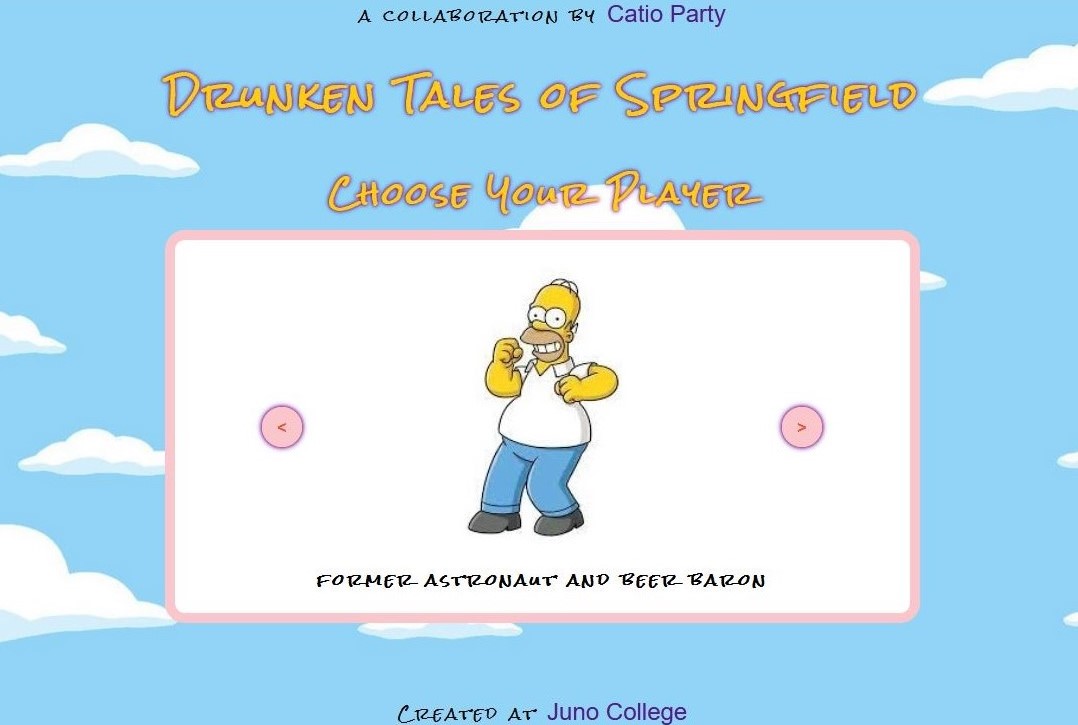 A COLLABORATION BY Catio Party
DRUNKEN TALES OF SPRINGFIELD
CHOOSE YOUR PLAYER
<
>
FORMER ASTRONAUT AND BEER BARON
CREATED AT Juno College